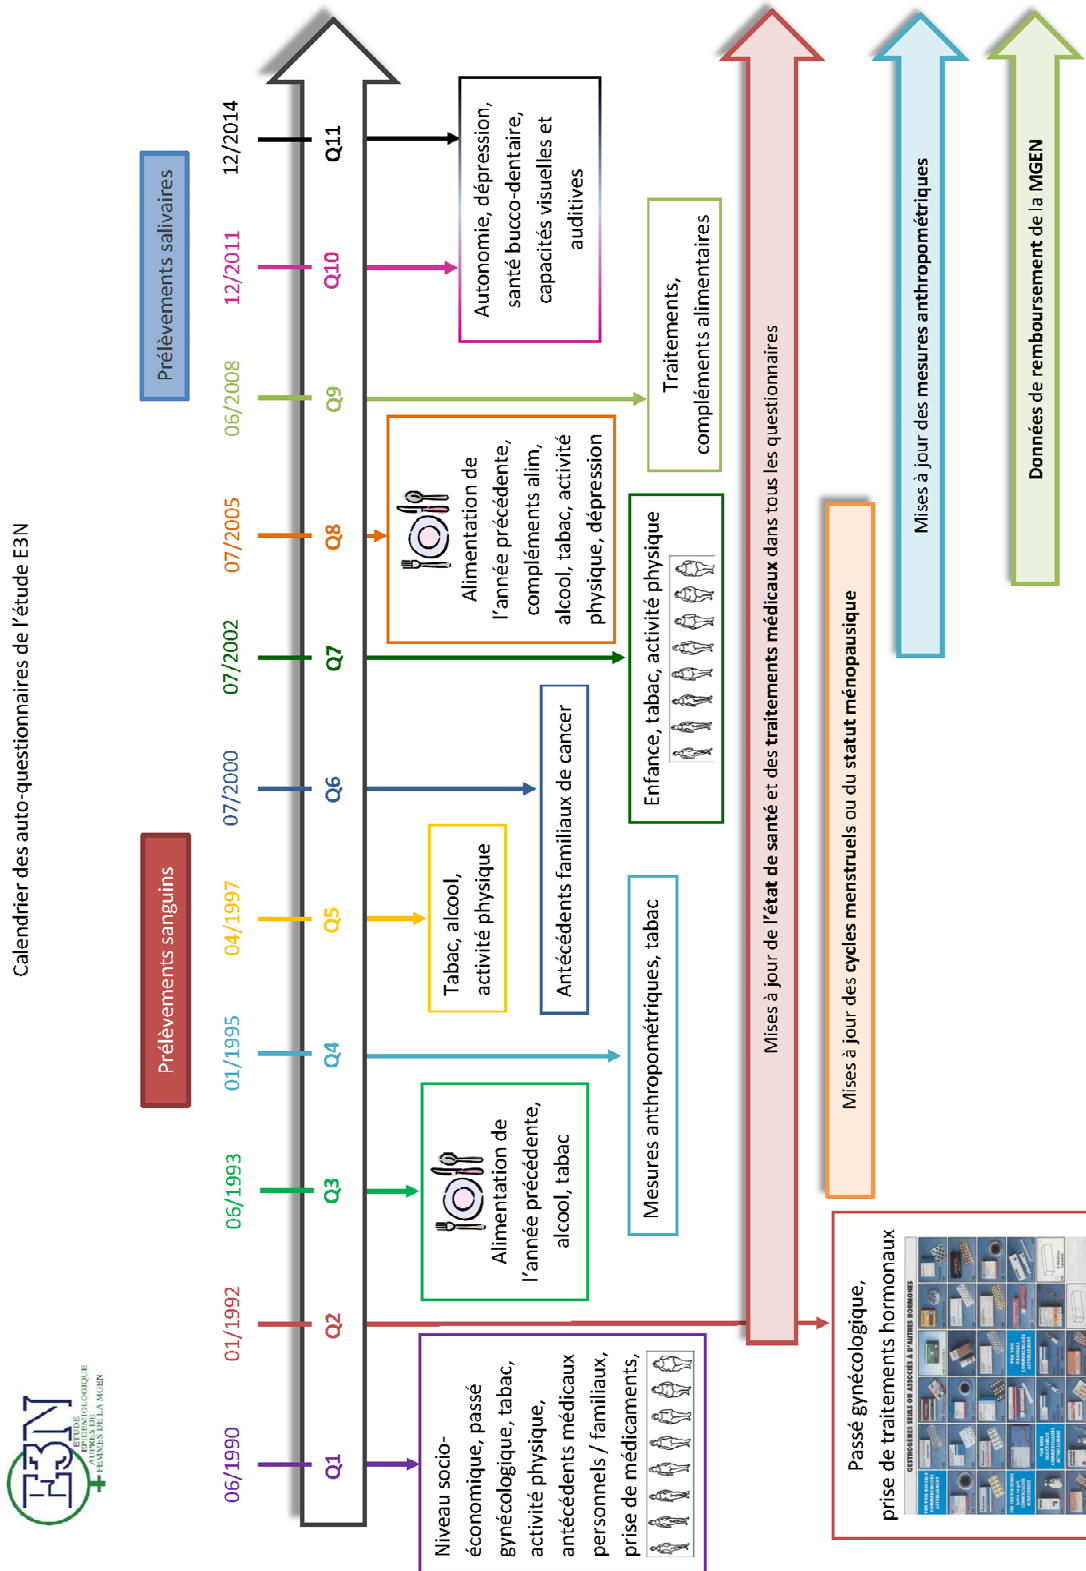 Calendrier des auto-questionnaires de l'étude E3N
E3N
ETUDE
EPIDEMIOLOGIQUE
AUPRES DE
FEMMES DE LA MGEN
Prélèvements sanguins
Prélèvements salivaires
06/1990
01/1992
06/1993
01/1995
04/1997
07/2000
07/2002
07/2005
06/2008
12/2011
12/2014
Q1
Q2
Q3
Q4
Q5
Q6
Q7
Q8
Q9
Q10
Q11
Niveau socio-
économique, passé
gynécologique, tabac,
activité physique,
antécédents médicaux
personnels / familiaux,
prise de médicaments,
Alimentation de
l'année précédente,
alcool, tabac
Tabac, alcool,
activité physique
Alimentation de
l'année précédente,
compléments alim,
alcool, tabac, activité
physique, dépression
Autonomie, dépression,
santé bucco-dentaire,
capacités visuelles et
auditives
Antécédents familiaux de cancer
Mesures anthropométriques, tabac
Enfance, tabac, activité physique
Traitements,
compléments alimentaires
Mises à jour de l'état de santé et des traitements médicaux dans tous les questionnaires
Passé gynécologique,
prise de traitements hormonaux
GESTROGÈNES SEULS OU ASSOCIÉS A D'AUTRES HORMONES
Mises à jour des cycles menstruels ou du statut ménopausique
Mises à jour des mesures anthropométriques
Données de remboursement de la MGEN